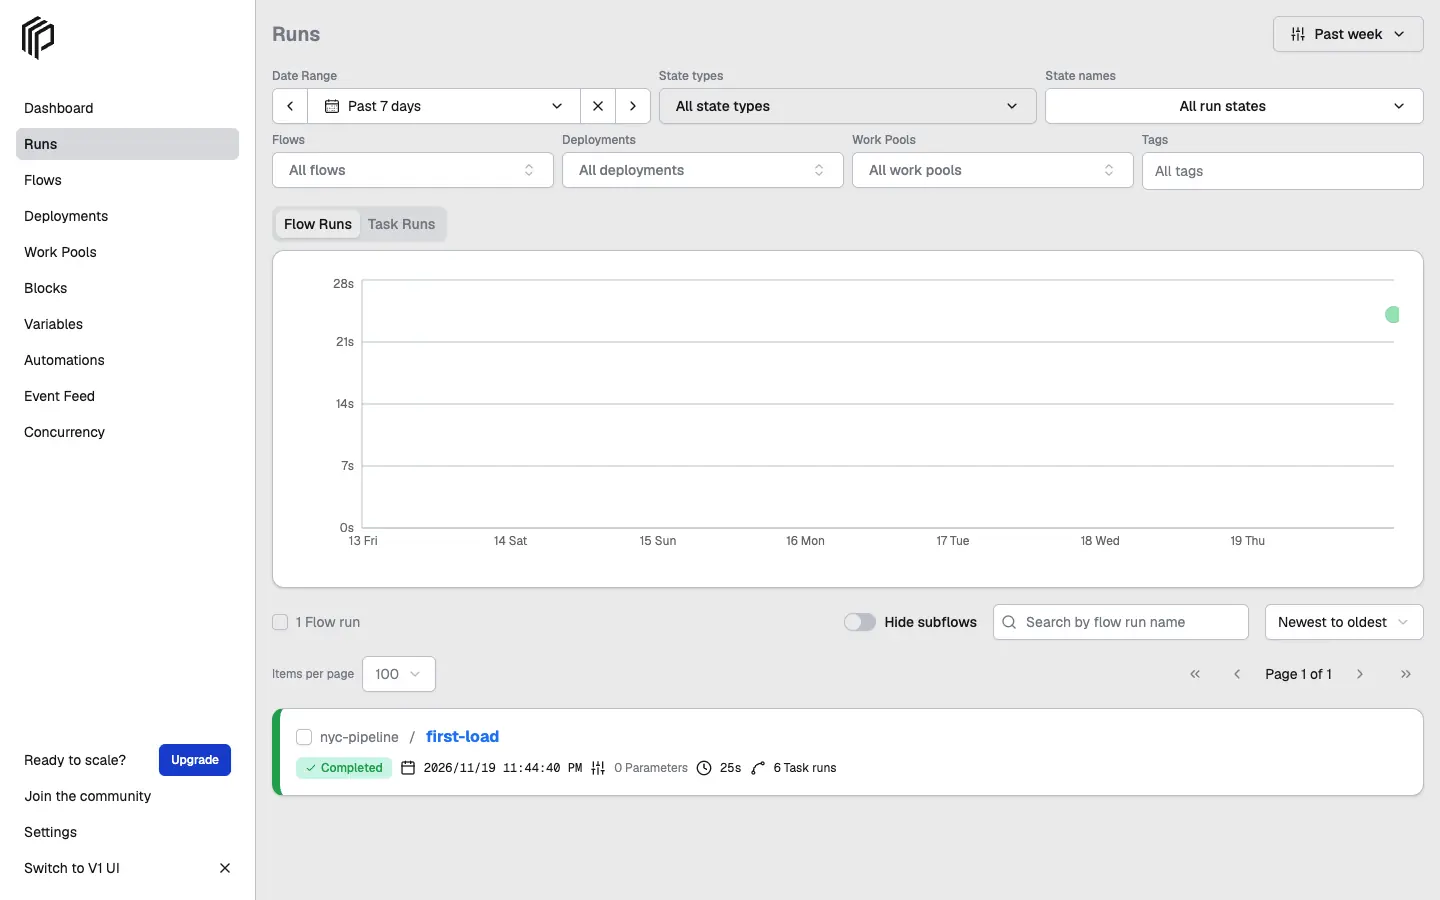 Dashboard
Runs
Flows
Deployments
Work Pools
Blocks
Variables
Automations
Event Feed
Concurrency
Ready to scale?
Upgrade
Join the community
Settings
Switch to V1 UI
Runs
Past week
Date Range
State types
State names
Past 7 days
All state types
All run states
Flows
Deployments
Work Pools
Tags
All flows
All deployments
All work pools
All tags
Flow Runs
Task Runs
28s
21s
14s
7s
0s
13 Fri
14 Sat
15 Sun
16 Mon
17 Tue
18 Wed
19 Thu
1 Flow run
Hide subflows
Search by flow run name
Newest to oldest
Items per page
100
Page 1 of 1
nyc-pipeline / first-load
Completed 2026/11/19 11:44:40 PM 0 Parameters 25s 6 Task runs